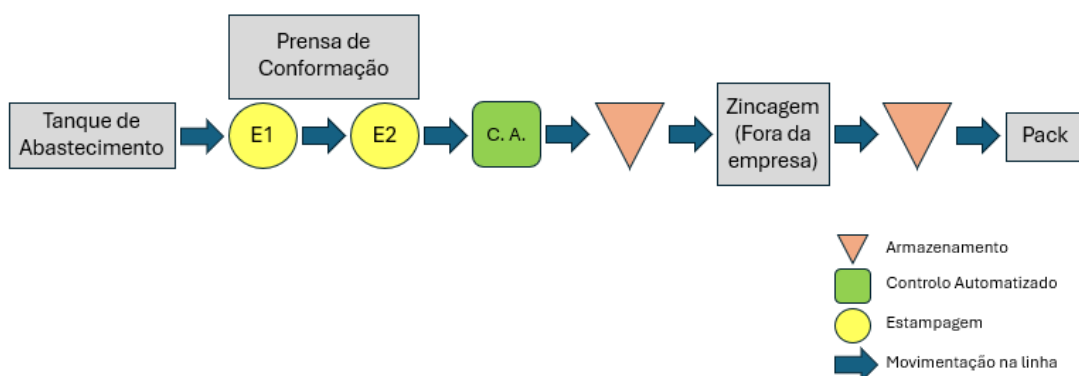 Prensa de
Conformação
Tanque de
Abastecimento
E1
E2
C. A.
Zincagem
(Fora da
empresa)
Pack
Armazenamento
Controlo Automatizado
Estampagem
Movimentação na linha